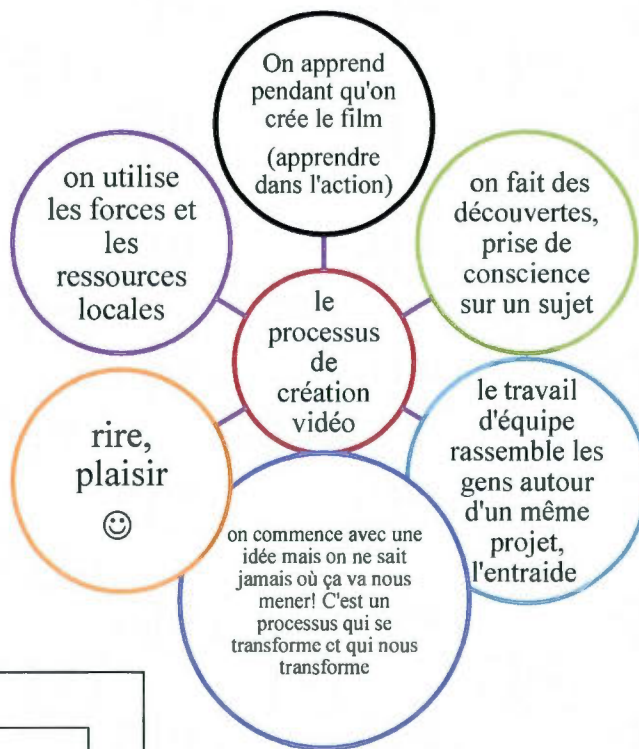 On apprend
pendant qu'on
crée le film
(apprendre
dans l'action)
on utilise
les forces et
les
ressources
locales
on fait des
découvertes,
prise de
conscience
sur un sujet
le
processus
de
création
vidéo
rire,
plaisir
☺
le travail
d'équipe
rassemble les
gens autour
d'un même
projet,
l'entraide
on commence avec une
idée mais on ne sait
jamais où ça va nous
mener! C'est un
processus qui se
transforme et qui nous
transforme